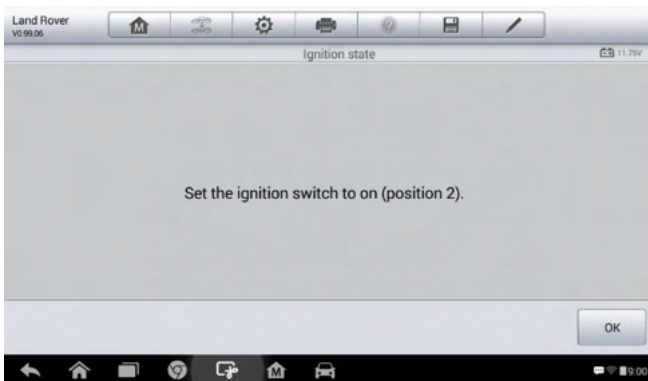 Land Rover
V0.99.06
M
Ignition state
11.75V
Set the ignition switch to on (position 2).
OK
M
9:00